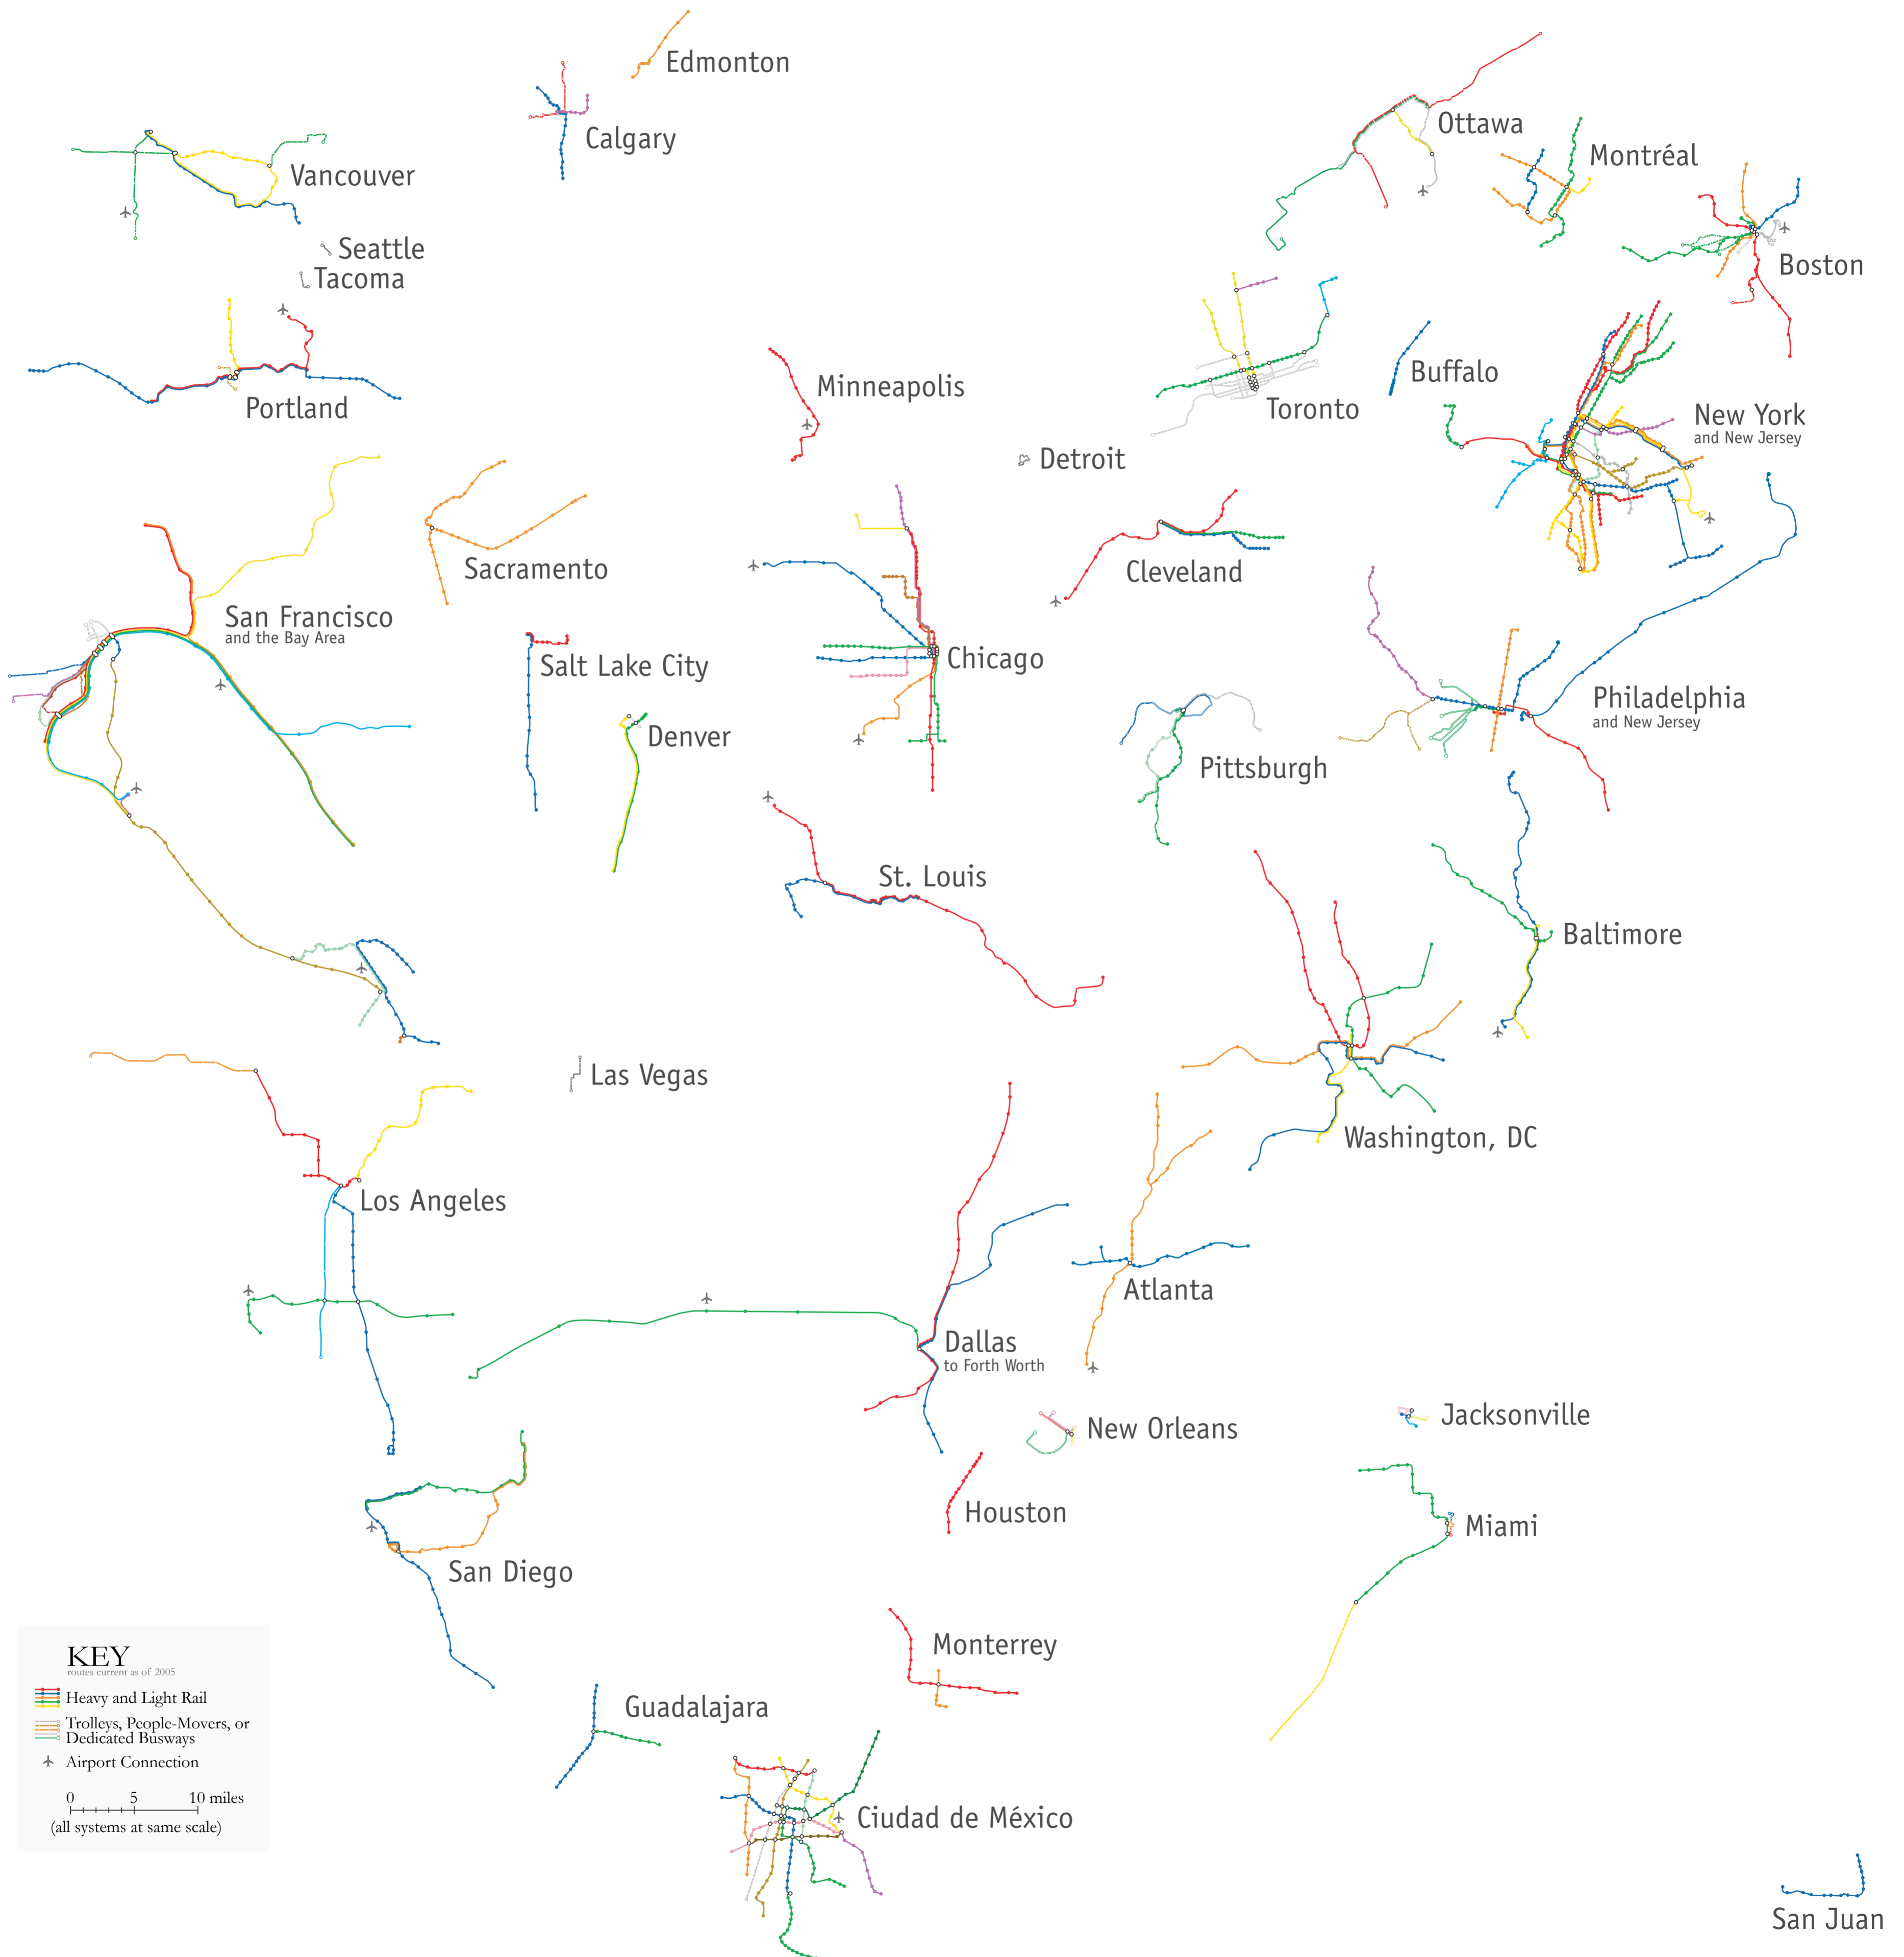 Edmonton
Calgary
Ottawa
Montréal
Vancouver
Seattle
Tacoma
Boston
Portland
Minneapolis
Toronto
Buffalo
New York
and New Jersey
Detroit
Sacramento
Cleveland
San Francisco
and the Bay Area
Salt Lake City
Chicago
Denver
Pittsburgh
Philadelphia
and New Jersey
St. Louis
Baltimore
Las Vegas
Washington, DC
Los Angeles
Atlanta
Dallas
to Forth Worth
New Orleans
Jacksonville
Houston
Miami
San Diego
Monterrey
Guadalajara
Ciudad de México
San Juan
KEY
routes current as of 2005
Heavy and Light Rail
Trolleys, People-Movers, or
Dedicated Busways
Airport Connection
0 5 10 miles
(all systems at same scale)